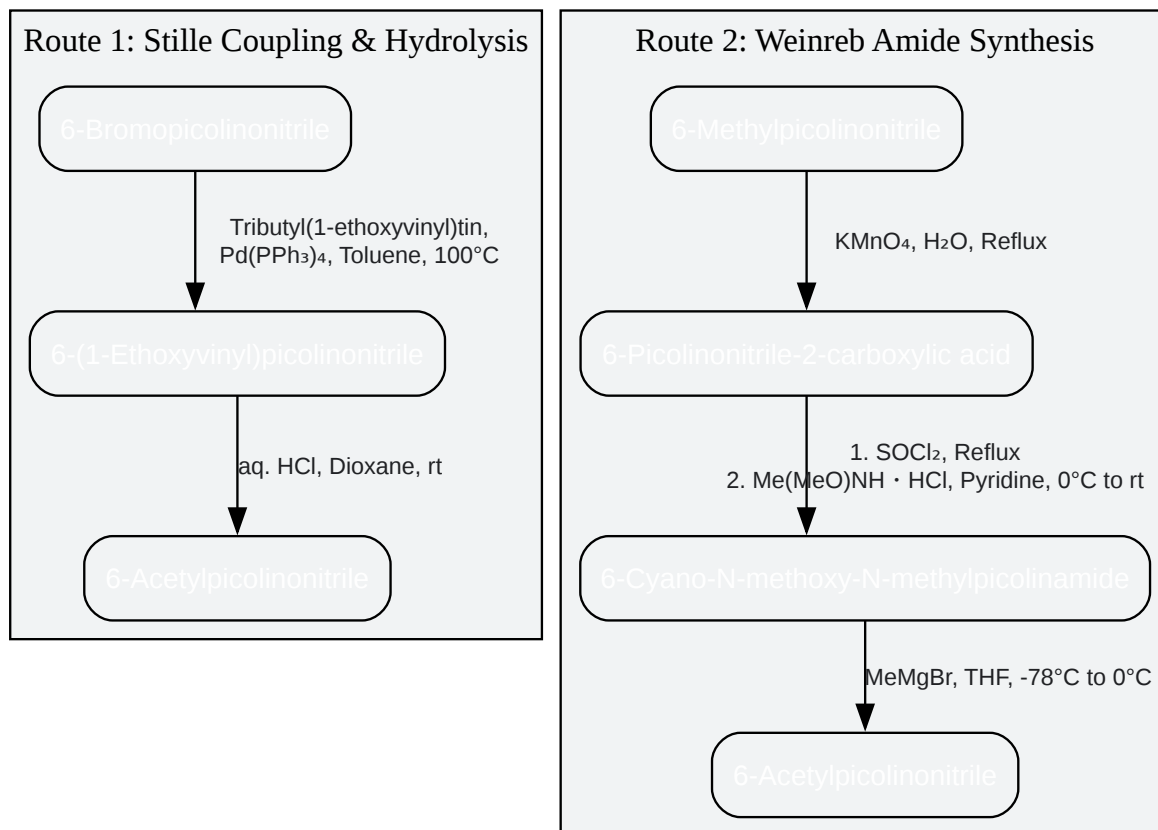 Route 1: Stille Coupling & Hydrolysis
6-Bromopicolinonitrile
Tributyl(1-ethoxyvinyl)tin,
Pd(PPh₃)₄, Toluene, 100°C
6-(1-Ethoxyvinyl)picolinonitrile
aq. HCl, Dioxane, rt
6-Acetylpicolinonitrile
Route 2: Weinreb Amide Synthesis
6-Methylpicolinonitrile
KMnO₄, H₂O, Reflux
6-Picolinonitrile-2-carboxylic acid
1. SOCl₂, Reflux
2. Me(MeO)NH・HCl, Pyridine, 0°C to rt
6-Cyano-N-methoxy-N-methylpicolinamide
MeMgBr, THF, -78°C to 0°C
6-Acetylpicolinonitrile